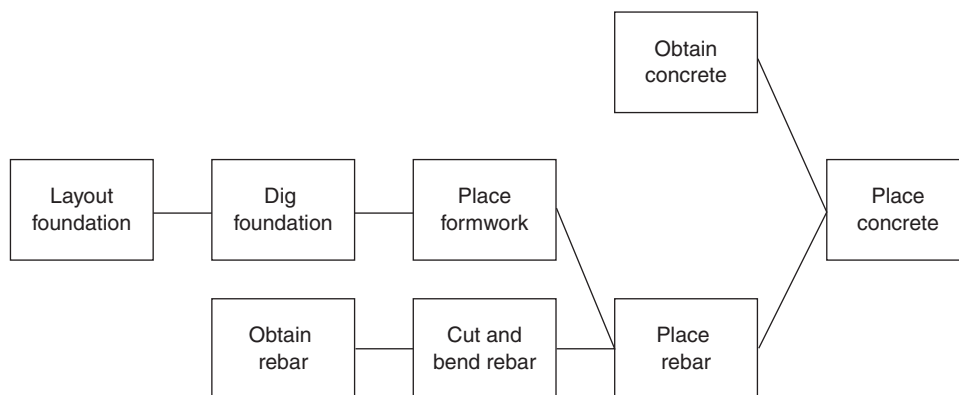 Obtain
concrete
Layout
foundation
Dig
foundation
Place
formwork
Place
concrete
Obtain
rebar
Cut and
bend rebar
Place
rebar